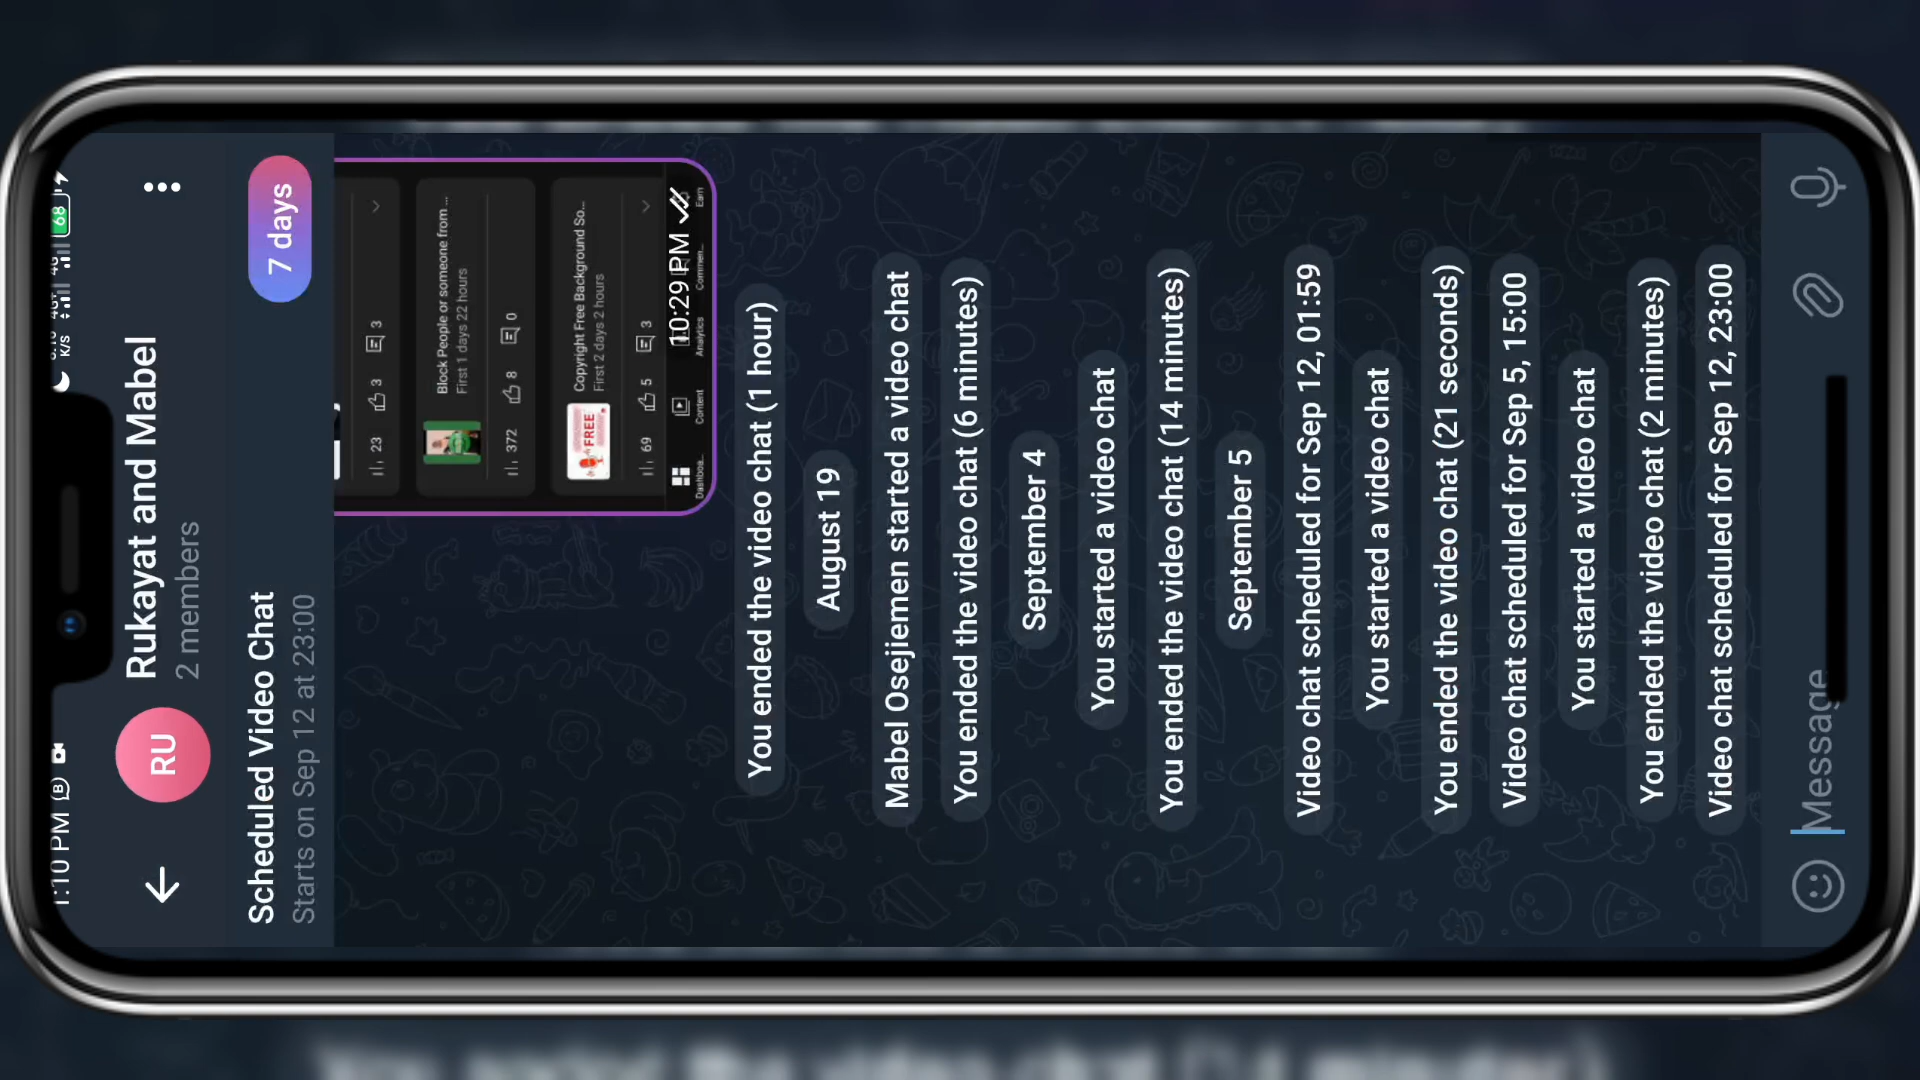 1:10 PM
K/s
68
RU
Rukayat and Mabel
2 members
Scheduled Video Chat
Starts on Sep 12 at 23:00
7 days
23 3 3
Block People or someone from ...
First 1 days 22 hours
372 8 0
Copyright Free Background So...
First 2 days 2 hours
FREE
69 5 3
10:29 PM
Dashboa... Content Analytics Commen... Earn
You ended the video chat (1 hour)
August 19
Mabel Osejiemen started a video chat
You ended the video chat (6 minutes)
September 4
You started a video chat
You ended the video chat (14 minutes)
September 5
Video chat scheduled for Sep 12, 01:59
You started a video chat
You ended the video chat (21 seconds)
Video chat scheduled for Sep 5, 15:00
You started a video chat
You ended the video chat (2 minutes)
Video chat scheduled for Sep 12, 23:00
Message